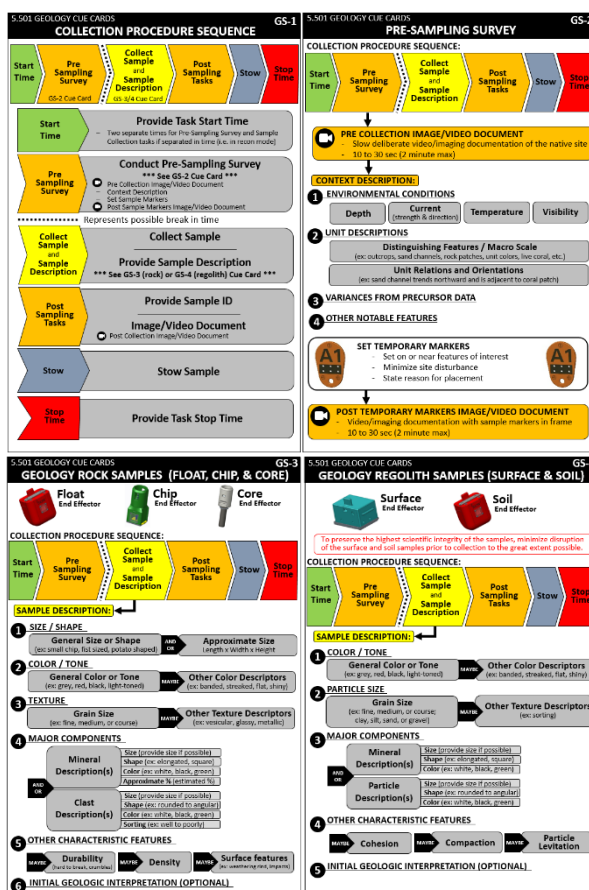 5.501 GEOLOGY CUE CARDS
GS-1
COLLECTION PROCEDURE SEQUENCE
Start
Time
Pre
Sampling
Survey
GS-2 Cue Card
Collect
Sample
and
Sample
Description
GS-3/4 Cue Card
Post
Sampling
Tasks
Stow
Stop
Time
Start
Time
Provide Task Start Time
- Two separate times for Pre-Sampling Survey and Sample
Collection tasks if separated in time (i.e. in recon mode)
Pre
Sampling
Survey
Conduct Pre-Sampling Survey
*** See GS-2 Cue Card ***
Pre Collection Image/Video Document
- Context Description
- Set Sample Markers
Post Sample Markers Image/Video Document
Represents possible break in time
Collect
Sample
and
Sample
Description
Collect Sample
Provide Sample Description
*** See GS-3 (rock) or GS-4 (regolith) Cue Card ***
Post
Sampling
Tasks
Provide Sample ID
Image/Video Document
Post Collection Image/Video Document
Stow
Stow Sample
Stop
Time
Provide Task Stop Time
5.501 GEOLOGY CUE CARDS
PRE-SAMPLING SURVEY
COLLECTION PROCEDURE SEQUENCE:
Start
Time
Pre
Sampling
Survey
Collect
Sample
and
Sample
Description
Post
Sampling
Tasks
Stow
Stop
Time
PRE COLLECTION IMAGE/VIDEO DOCUMENT
- Slow deliberate video/imaging documentation of the native site
- 10 to 30 sec (2 minute max)
CONTEXT DESCRIPTION:
1 ENVIRONMENTAL CONDITIONS
Depth
Current
(strength & direction)
Temperature
Visibility
2 UNIT DESCRIPTIONS
Distinguishing Features / Macro Scale
(ex: outcrops, sand channels, rock patches, unit colors, live coral, etc.)
Unit Relations and Orientations
(ex: sand channel trends northward and is adjacent to coral patch)
3 VARIANCES FROM PRECURSOR DATA
4 OTHER NOTABLE FEATURES
A1
SET TEMPORARY MARKERS
- Set on or near features of interest
- Minimize site disturbance
- State reason for placement
A1
POST TEMPORARY MARKERS IMAGE/VIDEO DOCUMENT
- Video/imaging documentation with sample markers in frame
- 10 to 30 sec (2 minute max)
5.501 GEOLOGY CUE CARDS
GS-3
GEOLOGY ROCK SAMPLES (FLOAT, CHIP, & CORE)
Float
End Effector
Chip
End Effector
Core
End Effector
COLLECTION PROCEDURE SEQUENCE:
Start
Time
Pre
Sampling
Survey
Collect
Sample
and
Sample
Description
Post
Sampling
Tasks
Stow
Stop
Time
SAMPLE DESCRIPTION:
1 SIZE / SHAPE
General Size or Shape
(ex: small chip, fist sized, potato shaped)
AND
OR
Approximate Size
Length x Width x Height
2 COLOR / TONE
General Color or Tone
(ex: grey, red, black, light-toned)
MAYBE
Other Color Descriptors
(ex: banded, streaked, flat, shiny)
3 TEXTURE
Grain Size
(ex: fine, medium, or course)
MAYBE
Other Texture Descriptors
(ex: vesicular, glassy, metallic)
4 MAJOR COMPONENTS
Mineral
Description(s)
Size (provide size if possible)
Shape (ex: elongated, square)
Color (ex: white, black, green)
Approximate % (estimated %)
AND
OR
Clast
Description(s)
Size (provide size if possible)
Shape (ex: rounded to angular)
Color (ex: white, black, green)
Sorting (ex: well to poorly)
5 OTHER CHARACTERISTIC FEATURES
MAYBE
Durability
(hard to break, crumbles)
MAYBE
Density
MAYBE
Surface features
6 INITIAL GEOLOGIC INTERPRETATION (OPTIONAL)
5.501 GEOLOGY CUE CARDS
GEOLOGY REGOLITH SAMPLES (SURFACE & SOIL)
Surface
End Effector
Soil
End Effector
To preserve the highest scientific integrity of the samples, minimize disruption
of the surface and soil samples prior to collection to the great extent possible.
COLLECTION PROCEDURE SEQUENCE:
Start
Time
Pre
Sampling
Survey
Collect
Sample
and
Sample
Description
Post
Sampling
Tasks
Stow
Stop
Time
SAMPLE DESCRIPTION:
1 COLOR / TONE
General Color or Tone
(ex: grey, red, black, light-toned)
MAYBE
Other Color Descriptors
(ex: banded, streaked, flat, shiny)
2 PARTICLE SIZE
Grain Size
(ex: fine, medium, or course;
clay, silt, sand, or gravel)
MAYBE
Other Texture Descriptors
(ex: sorting)
3 MAJOR COMPONENTS
Mineral
Description(s)
Size (provide size if possible)
Shape (ex: elongated, square)
Color (ex: white, black, green)
AND
OR
Particle
Description(s)
Size (provide size if possible)
Shape (ex: rounded to angular)
Color (ex: white, black, green)
4 OTHER CHARACTERISTIC FEATURES
MAYBE
Cohesion
MAYBE
Compaction
MAYBE
Particle
Levitation
5 INITIAL GEOLOGIC INTERPRETATION (OPTIONAL)